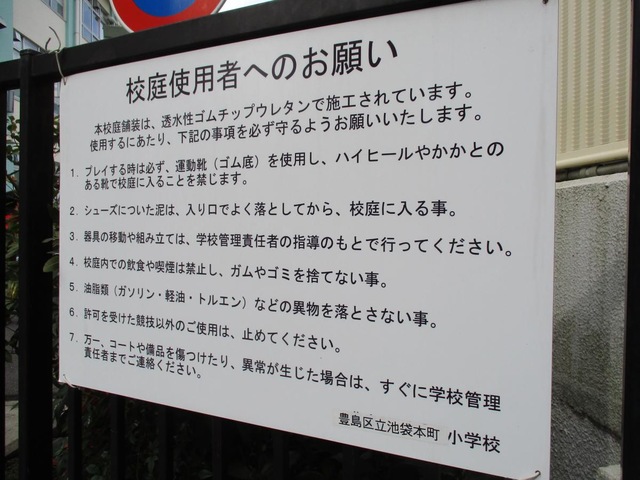 校庭使用者へのお願い
本校庭舗装は、透水性ゴムチップウレタンで施工されています。
使用するにあたり、下記の事項を必ず守るようお願いいたします。
1. プレイする時は必ず、運動靴（ゴム底）を使用し、ハイヒールやかかとの
ある靴で校庭に入ることを禁じます。
2. シューズについた泥は、入り口でよく落としてから、校庭に入る事。
3. 器具の移動や組み立ては、学校管理責任者の指導のもとで行ってください。
4. 校庭内での飲食や喫煙は禁止し、ガムやゴミを捨てない事。
5. 油脂類（ガソリン・軽油・トルエン）などの異物を落とさない事。
6. 許可を受けた競技以外のご使用は、止めてください。
7. 万一、コートや備品を傷つけたり、異常が生じた場合は、すぐに学校管理
責任者までご連絡ください。
豊島区立池袋本町 小学校